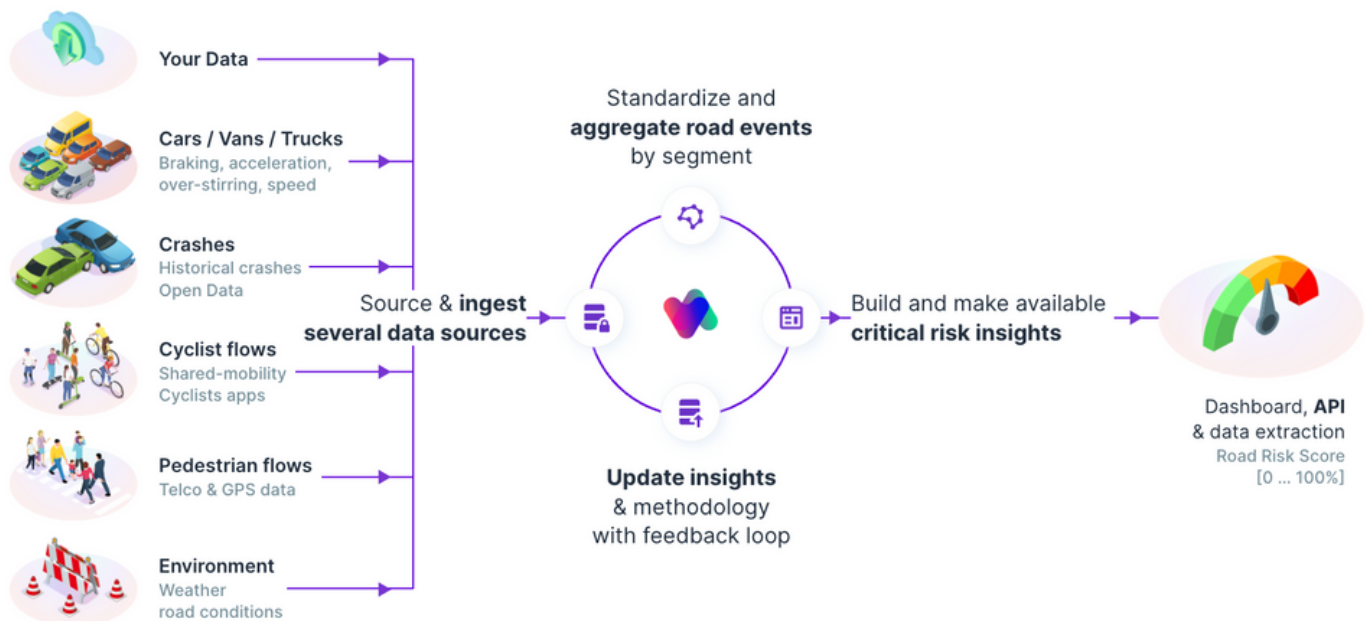 Your Data
Cars / Vans / Trucks
Braking, acceleration,
over-stirring, speed
Crashes
Historical crashes
Open Data
Cyclist flows
Shared-mobility
Cyclists apps
Pedestrian flows
Telco & GPS data
Environment
Weather
road conditions
Source & ingest
several data sources
Standardize and
aggregate road events
by segment
Update insights
& methodology
with feedback loop
Build and make available
critical risk insights
Dashboard, API
& data extraction
Road Risk Score
[0 ... 100%]